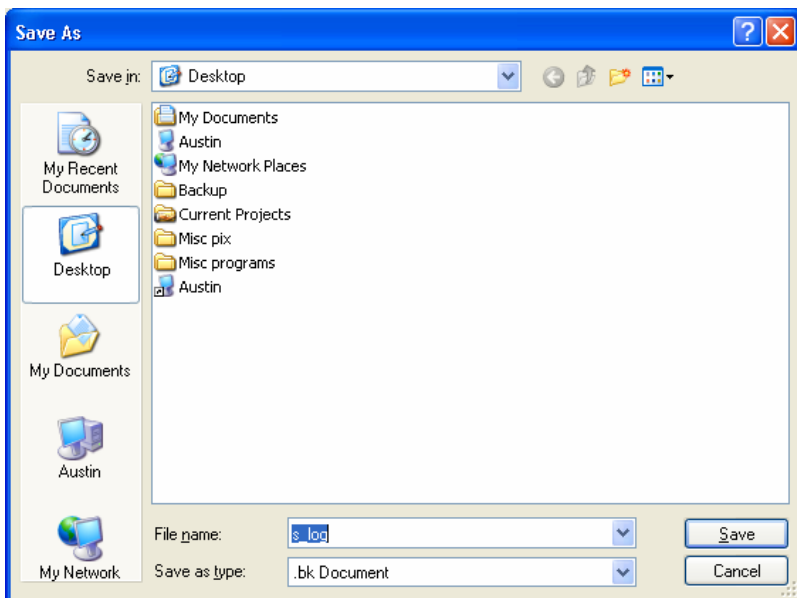 Save As
Save in: Desktop
My Recent
Documents
Desktop
My Documents
Austin
My Network
My Documents
Austin
My Network Places
Backup
Current Projects
Misc pix
Misc programs
Austin
File name: s_log
Save
Save as type: .bk Document
Cancel